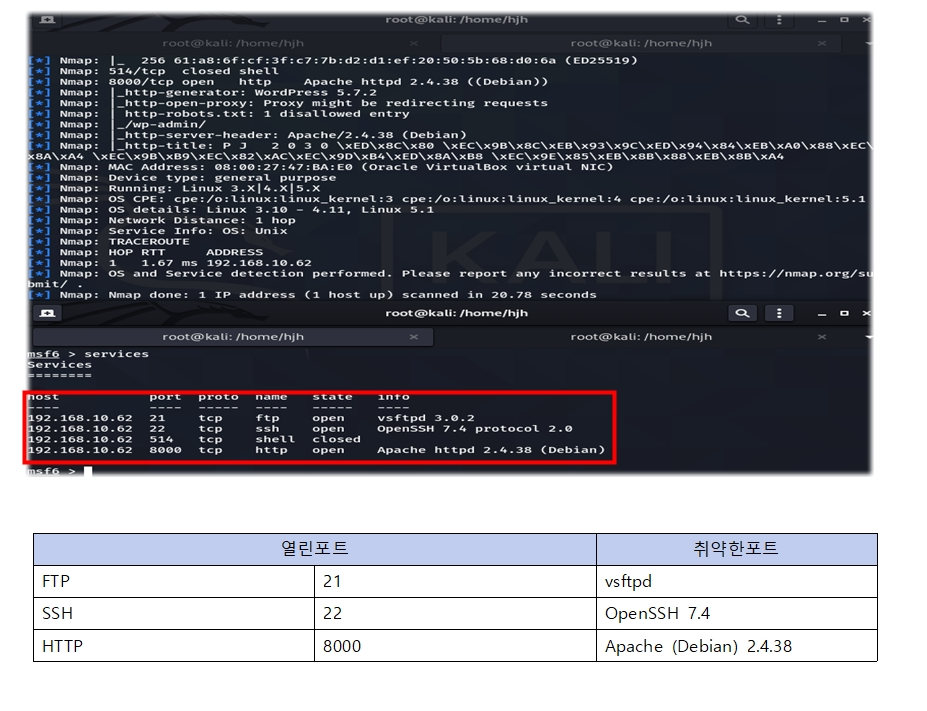 root@kali: /home/hjh
root@kali: /home/hjh × root@kali: /home/hjh ×
[*] Nmap: |_  256 61:a8:6f:cf:3f:c7:7b:d2:d1:ef:20:50:5b:68:d0:6a (ED25519)
[*] Nmap: 514/tcp  closed shell
[*] Nmap: 8000/tcp open   http    Apache httpd 2.4.38 ((Debian))
[*] Nmap: |_http-generator: WordPress 5.7.2
[*] Nmap: |_http-open-proxy: Proxy might be redirecting requests
[*] Nmap: | http-robots.txt: 1 disallowed entry
[*] Nmap: |_/wp-admin/
[*] Nmap: |_http-server-header: Apache/2.4.38 (Debian)
[*] Nmap: |_http-title: P J   2 0 3 0 \xED\x8C\x80 \xEC\x9B\x8C\xEB\x93\x9C\xED\x94\x84\xEB\xA0\x88\xEC\
x8A\xA4 \xEC\x9B\xB9\xEC\x82\xAC\xEC\x9D\xB4\xED\x8A\xB8 \xEC\x9E\x85\xEB\x8B\x88\xEB\x8B\xA4
[*] Nmap: MAC Address: 08:00:27:47:BA:E0 (Oracle VirtualBox virtual NIC)
[*] Nmap: Device type: general purpose
[*] Nmap: Running: Linux 3.X|4.X|5.X
[*] Nmap: OS CPE: cpe:/o:linux:linux_kernel:3 cpe:/o:linux:linux_kernel:4 cpe:/o:linux:linux_kernel:5.1
[*] Nmap: OS details: Linux 3.10 - 4.11, Linux 5.1
[*] Nmap: Network Distance: 1 hop
[*] Nmap: Service Info: OS: Unix
[*] Nmap: TRACEROUTE
[*] Nmap: HOP RTT     ADDRESS
[*] Nmap: 1   1.67 ms 192.168.10.62
[*] Nmap: OS and Service detection performed. Please report any incorrect results at https://nmap.org/su
bmit/ .
[*] Nmap: Nmap done: 1 IP address (1 host up) scanned in 20.78 seconds
KALI
root@kali: /home/hjh
root@kali: /home/hjh × root@kali: /home/hjh ×
msf6 > services
Services
========
host           port  proto  name   state   info
----           ----  -----  ----   -----   ----
192.168.10.62  21    tcp    ftp    open    vsftpd 3.0.2
192.168.10.62  22    tcp    ssh    open    OpenSSH 7.4 protocol 2.0
192.168.10.62  514   tcp    shell  closed
192.168.10.62  8000  tcp    http   open    Apache httpd 2.4.38 (Debian)
msf6 >
열린포트 취약한포트
FTP 21 vsftpd
SSH 22 OpenSSH 7.4
HTTP 8000 Apache (Debian) 2.4.38